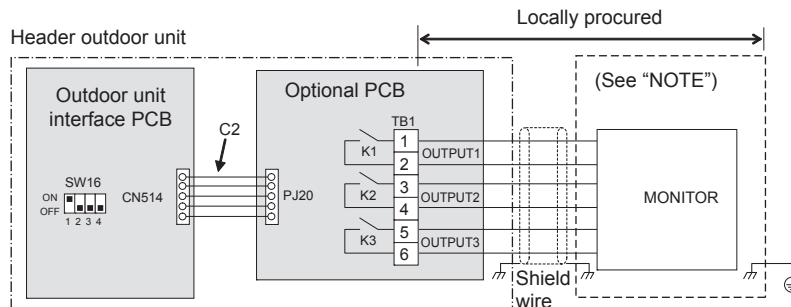 Locally procured
Header outdoor unit
Outdoor unit
interface PCB
C2
SW16
ON
OFF
1 2 3 4
CN514
Optional PCB
PJ20
TB1
K1
1
2
OUTPUT1
K2
3
4
OUTPUT2
K3
5
6
OUTPUT3
Shield
wire
(See “NOTE”)
MONITOR